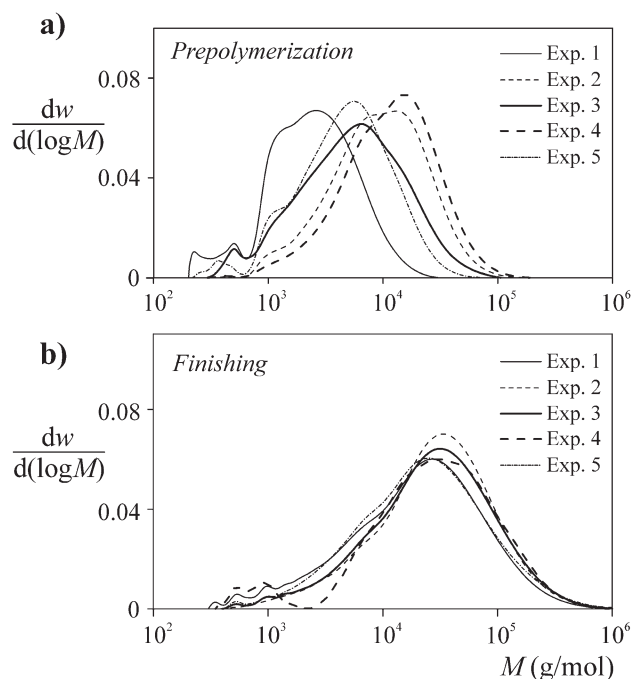 a)
Prepolymerization
Exp. 1
Exp. 2
Exp. 3
Exp. 4
Exp. 5
dw
d(logM)
0.08
0.04
0
10²
10³
10⁴
10⁵
10⁶
b)
Finishing
Exp. 1
Exp. 2
Exp. 3
Exp. 4
Exp. 5
dw
d(logM)
0.08
0.04
0
10²
10³
10⁴
10⁵
10⁶
M (g/mol)